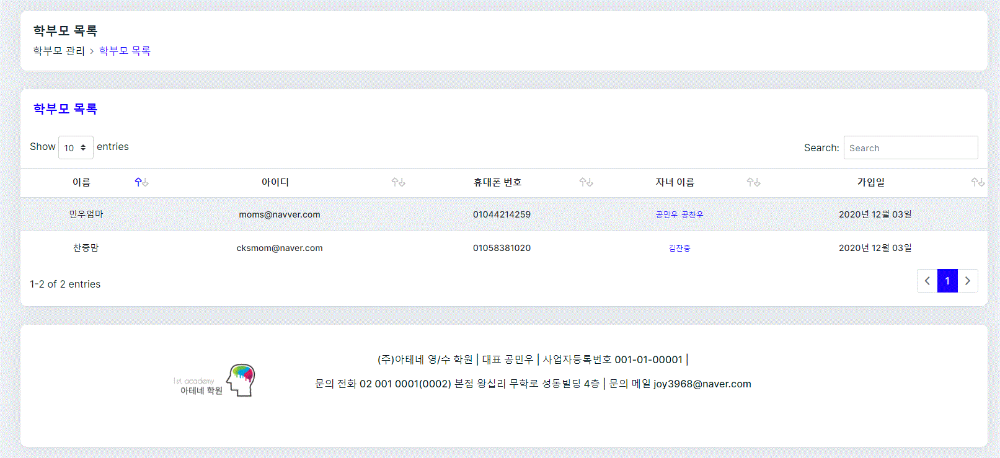 학부모 목록
학부모 관리 > 학부모 목록
학부모 목록
Show 10 entries
Search: Search
이름 아이디 휴대폰 번호 자녀 이름 가입일
민우엄마 moms@navver.com 01044214259 공민우 공찬우 2020년 12월 03일
찬중맘 cksmom@naver.com 01058381020 김찬중 2020년 12월 03일
1-2 of 2 entries
1
(주)아테네 영/수 학원 | 대표 공민우 | 사업자등록번호 001-01-00001 |
1st. academy
아테네 학원
문의 전화 02 001 0001(0002) 본점 왕십리 무학로 성동빌딩 4층 | 문의 메일 joy3968@naver.com